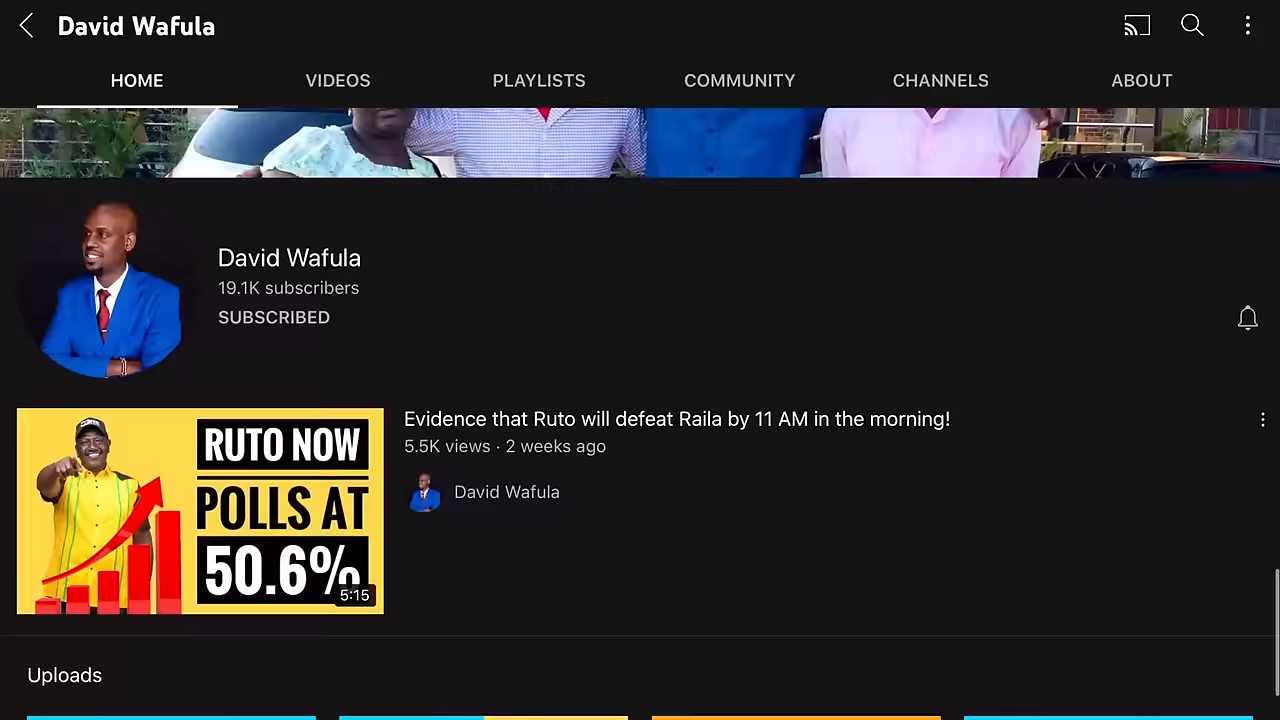 David Wafula
HOME
VIDEOS
PLAYLISTS
COMMUNITY
CHANNELS
ABOUT
David Wafula
19.1K subscribers
SUBSCRIBED
RUTO NOW
POLLS AT
50.6%
5:15
Evidence that Ruto will defeat Raila by 11 AM in the morning!
5.5K views · 2 weeks ago
David Wafula
Uploads